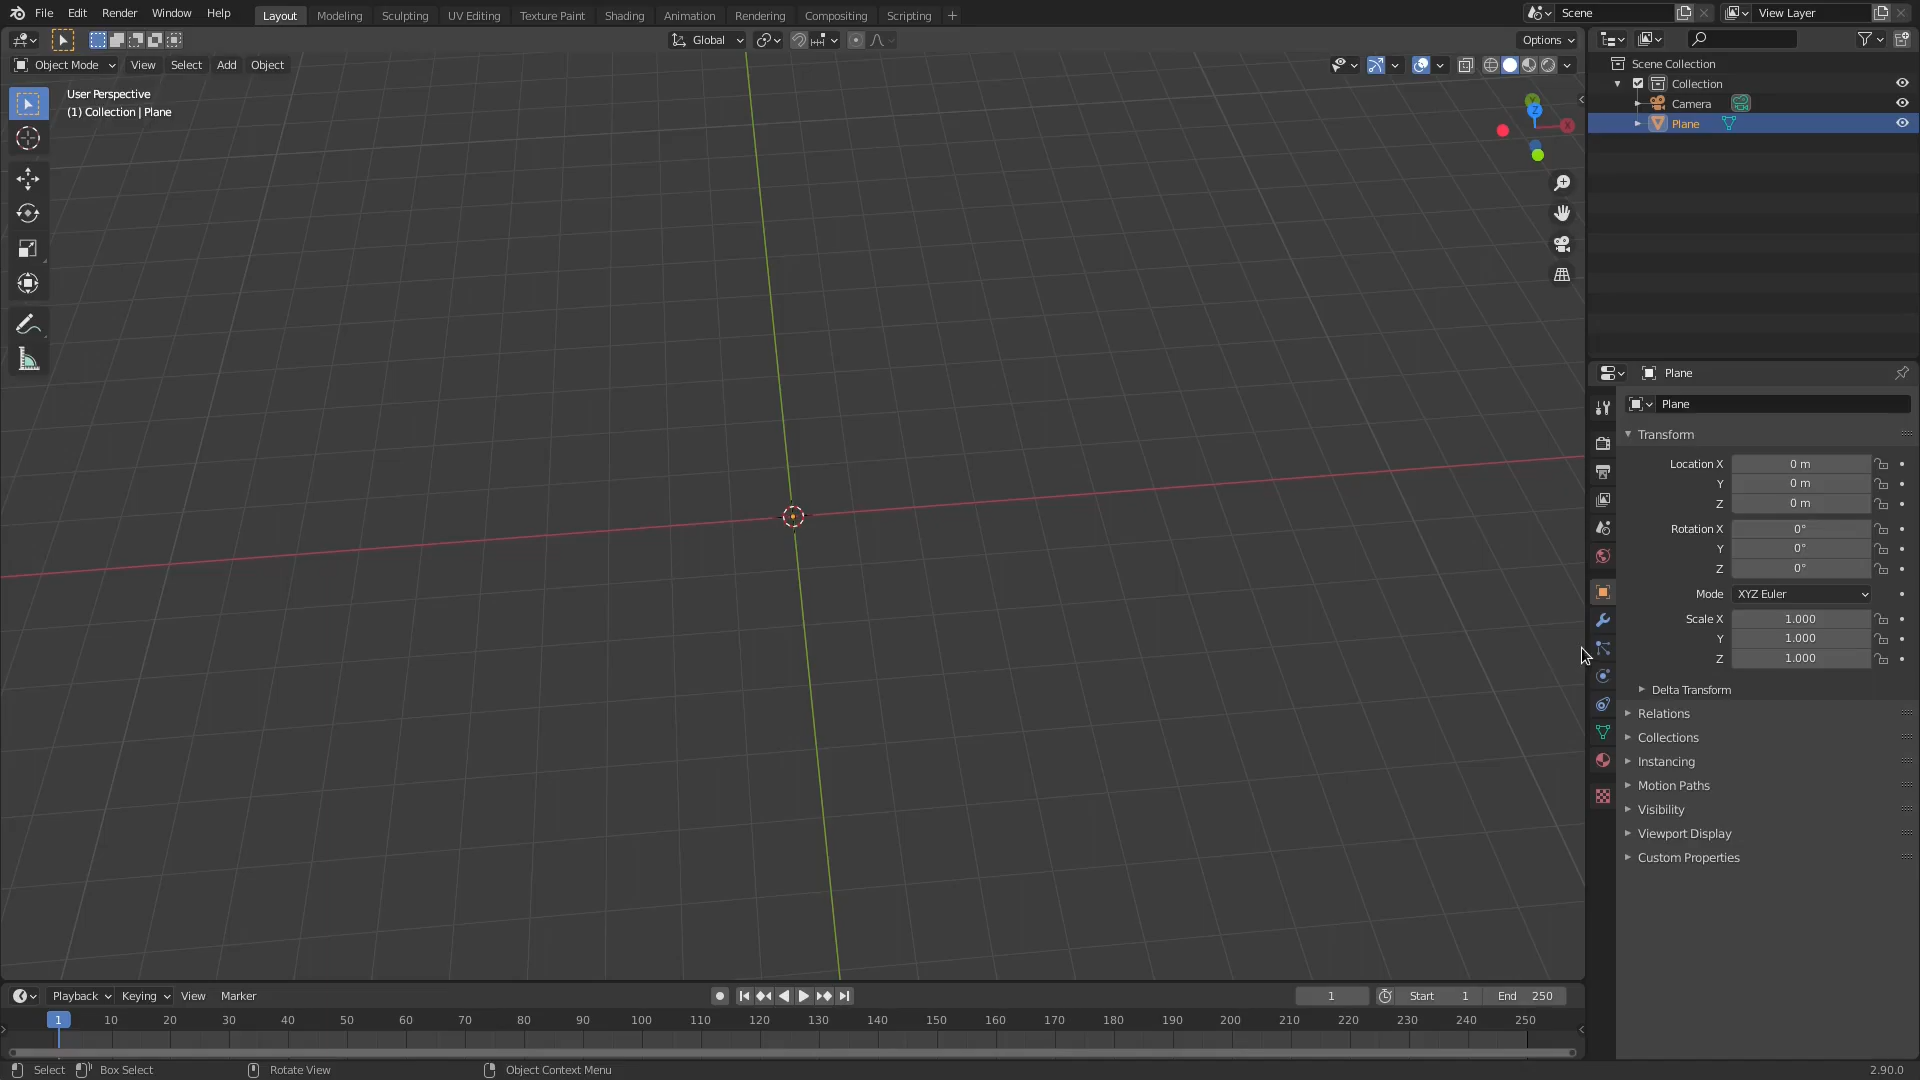 File Edit Render Window Help Layout Modeling Sculpting UV Editing Texture Paint Shading Animation Rendering Compositing Scripting + Scene View Layer
Global Options
Object Mode View Select Add Object
User Perspective
(1) Collection | Plane
Y
Z
X
Scene Collection
Collection
Camera
Plane
Plane
Plane
Transform
Location X 0 m
Y 0 m
Z 0 m
Rotation X 0°
Y 0°
Z 0°
Mode XYZ Euler
Scale X 1.000
Y 1.000
Z 1.000
Delta Transform
Relations
Collections
Instancing
Motion Paths
Visibility
Viewport Display
Custom Properties
Playback Keying View Marker 1 Start 1 End 250
1 10 20 30 40 50 60 70 80 90 100 110 120 130 140 150 160 170 180 190 200 210 220 230 240 250
Select Box Select Rotate View Object Context Menu 2.90.0